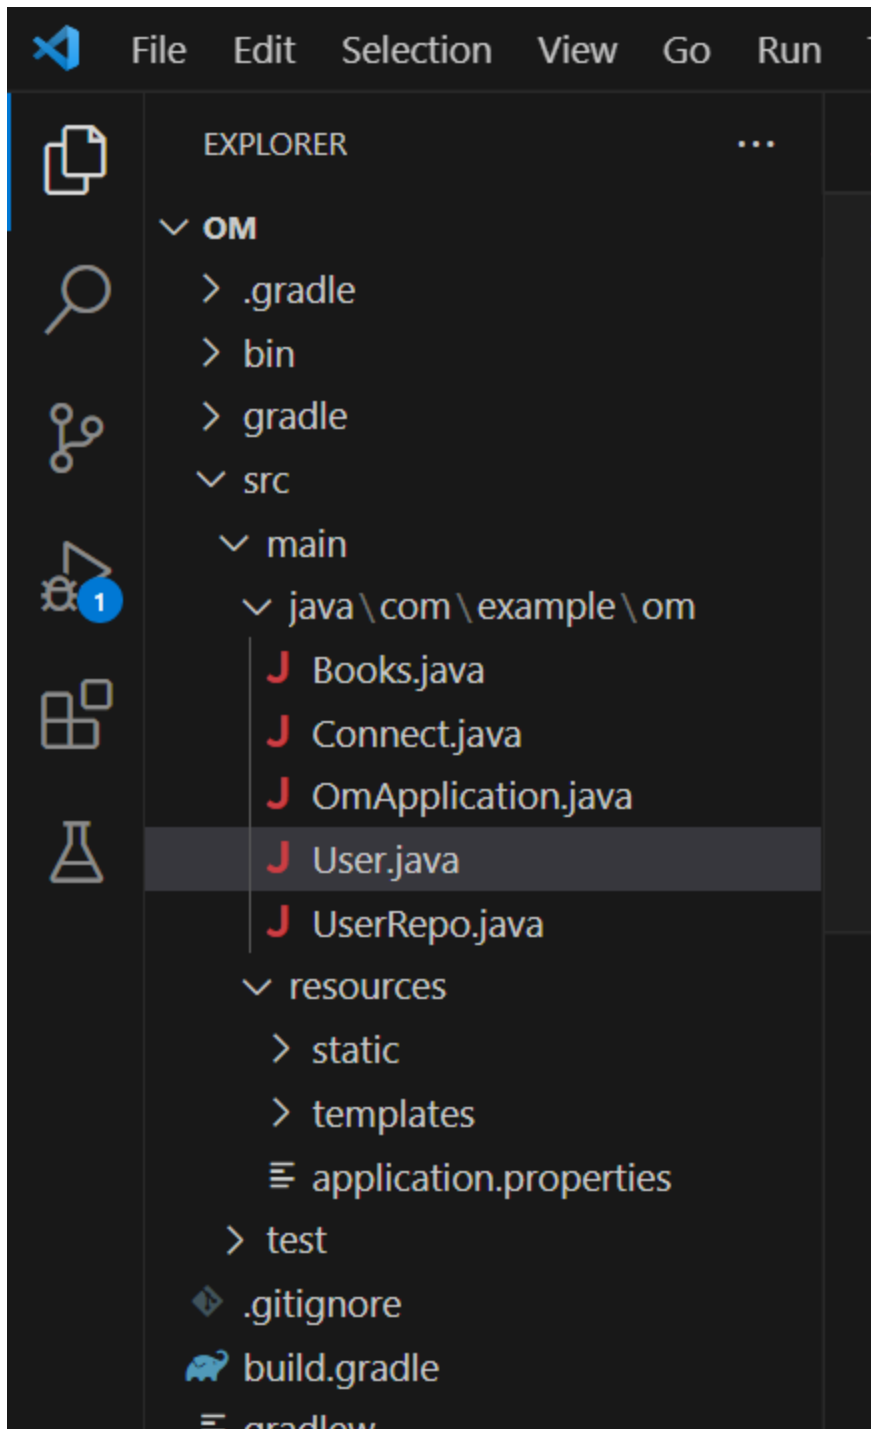 File Edit Selection View Go Run
EXPLORER ...
OM
.gradle
bin
gradle
src
main
java\com\example\om
J Books.java
J Connect.java
J OmApplication.java
1
J User.java
J UserRepo.java
resources
static
templates
application.properties
test
.gitignore
build.gradle
gradlew